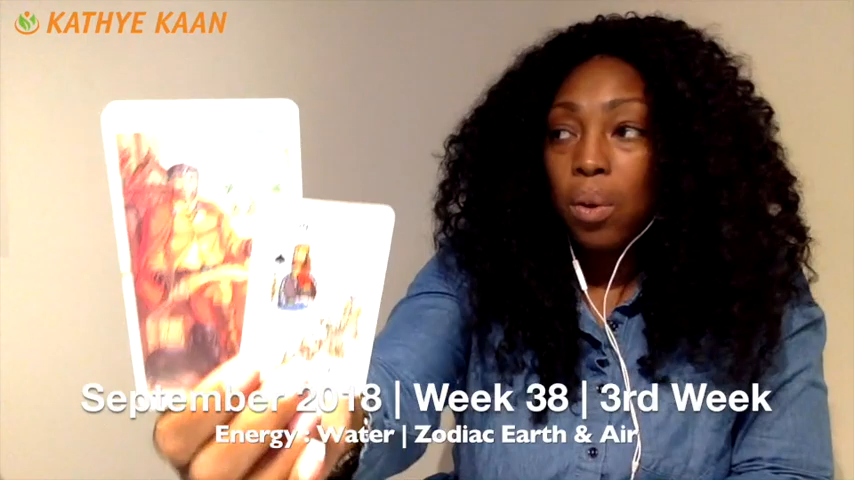 KATHYE KAAN
September 2018 | Week 38 | 3rd Week
Energy : Water | Zodiac Earth & Air